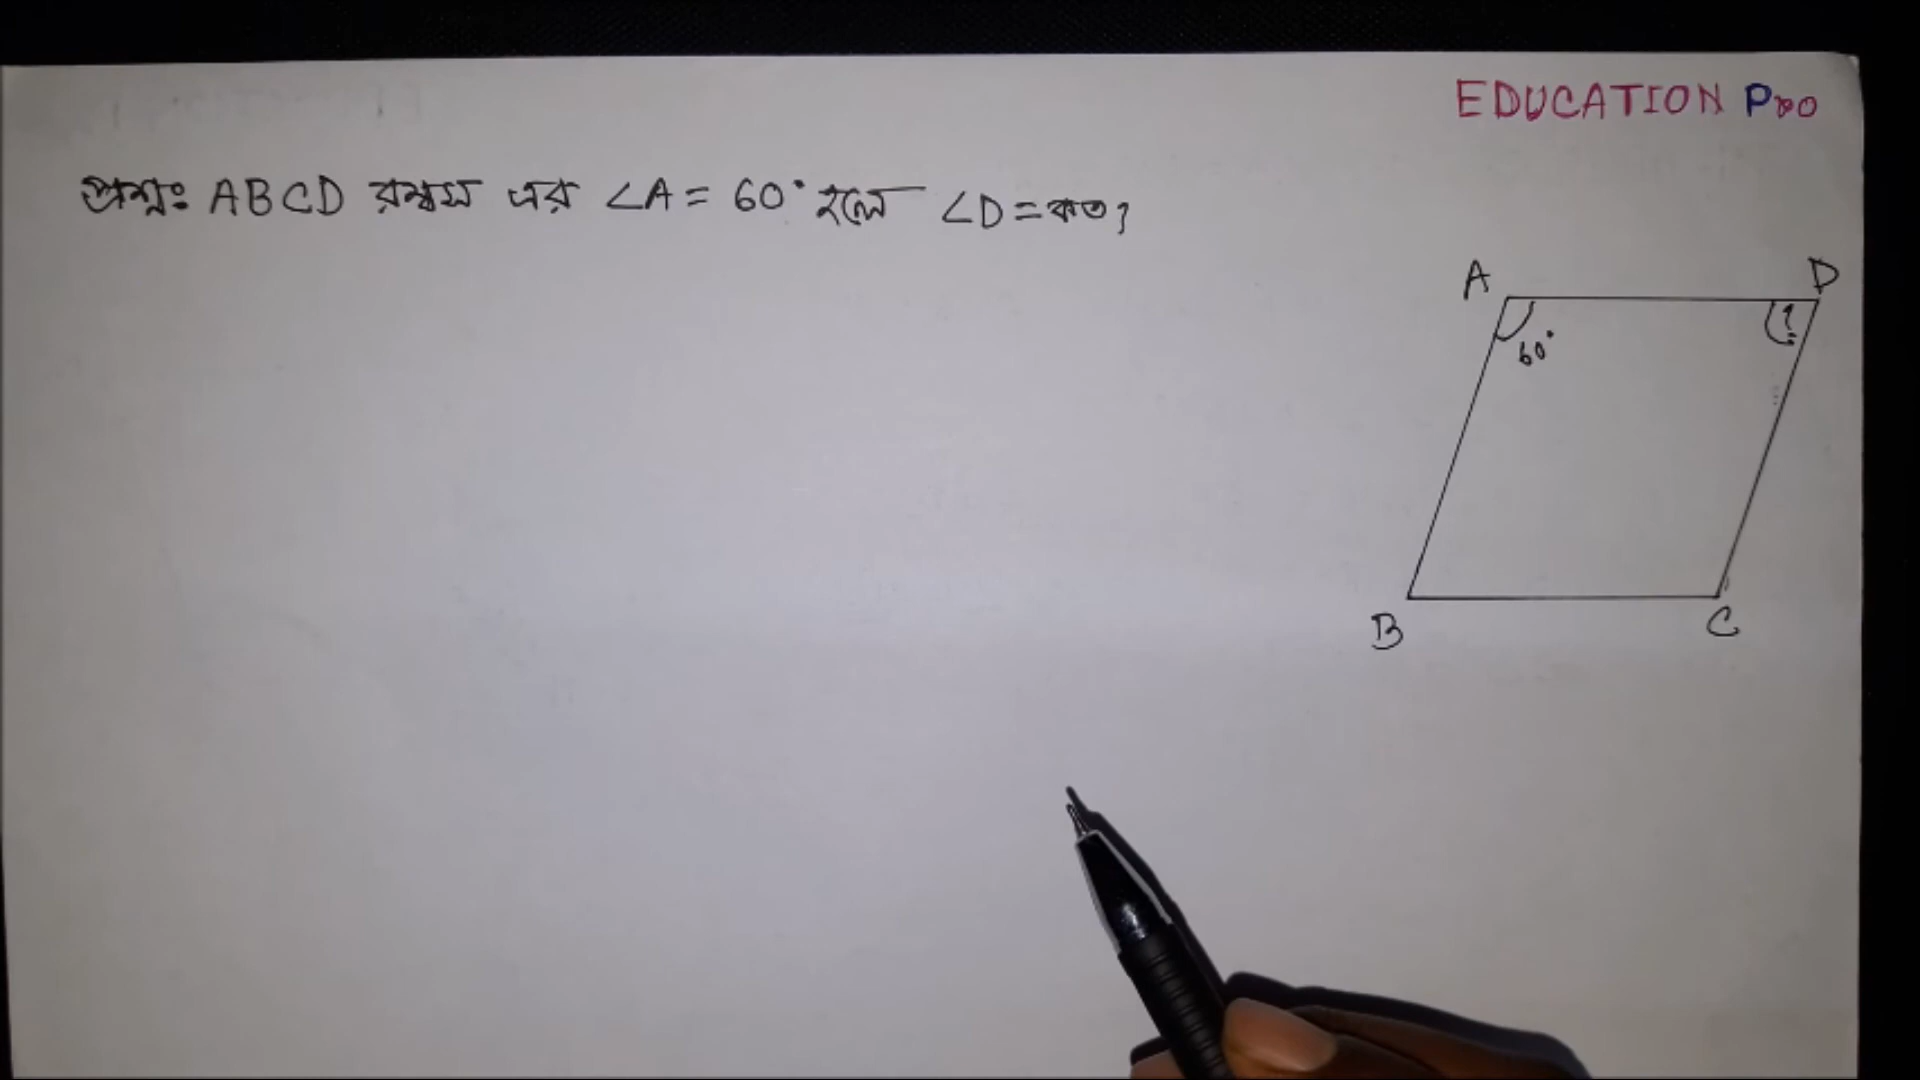 EDUCATION Pro
প্রশ্নঃ ABCD রম্বস এর ∠A = 60° হলে ∠D = কত?
A
D
60°
?
B
C